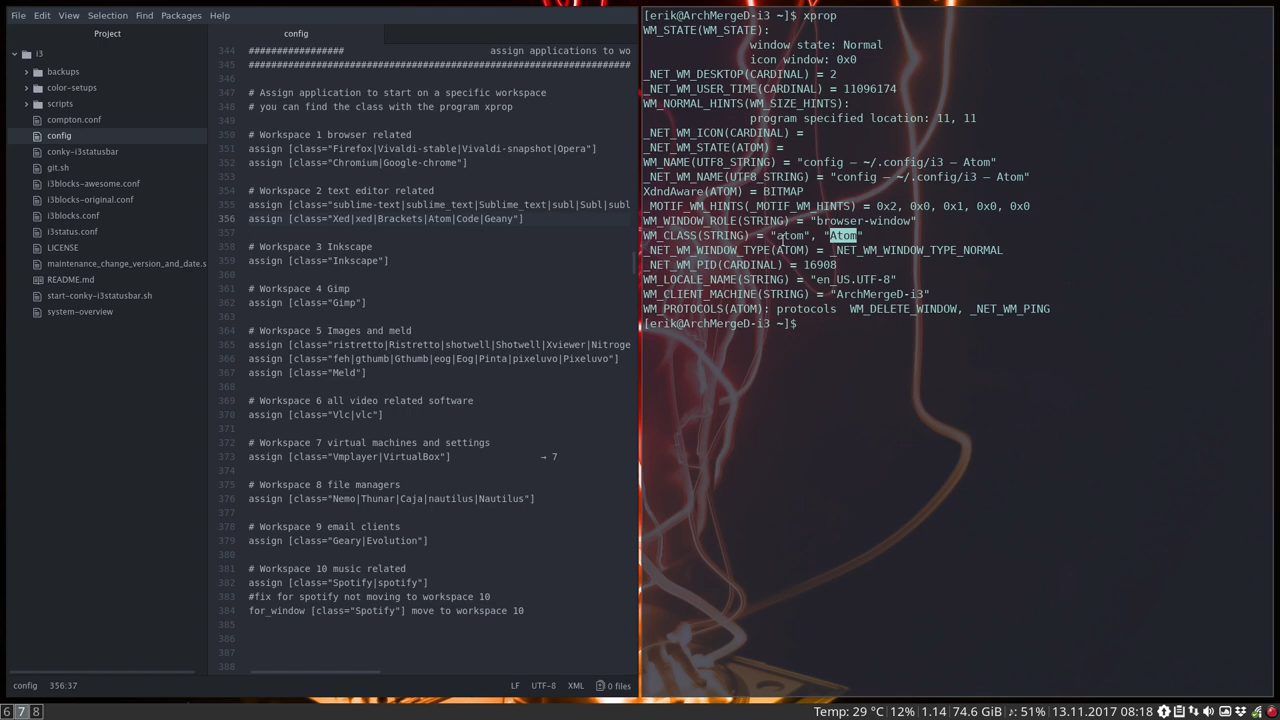 File Edit View Selection Find Packages Help
Project
i3
backups
color-setups
scripts
compton.conf
config
conky-i3statusbar
git.sh
i3blocks-awesome.conf
i3blocks-original.conf
i3blocks.conf
i3status.conf
LICENSE
maintenance_change_version_and_date.s
README.md
start-conky-i3statusbar.sh
system-overview
config
344 ################# assign applications to wo
345 #####################################################################
346
347 # Assign application to start on a specific workspace
348 # you can find the class with the program xprop
349
350 # Workspace 1 browser related
351 assign [class="Firefox|Vivaldi-stable|Vivaldi-snapshot|Opera"]
352 assign [class="Chromium|Google-chrome"]
353
354 # Workspace 2 text editor related
355 assign [class="sublime-text|sublime_text|Sublime_text|subl|Subl|subl
356 assign [class="Xed|xed|Brackets|Atom|Code|Geany"]
357
358 # Workspace 3 Inkscape
359 assign [class="Inkscape"]
360
361 # Workspace 4 Gimp
362 assign [class="Gimp"]
363
364 # Workspace 5 Images and meld
365 assign [class="ristretto|Ristretto|shotwell|Shotwell|Xviewer|Nitroge
366 assign [class="feh|gthumb|Gthumb|eog|Eog|Pinta|pixeluvo|Pixeluvo"]
367 assign [class="Meld"]
368
369 # Workspace 6 all video related software
370 assign [class="Vlc|vlc"]
371
372 # Workspace 7 virtual machines and settings
373 assign [class="Vmplayer|VirtualBox"] → 7
374
375 # Workspace 8 file managers
376 assign [class="Nemo|Thunar|Caja|nautilus|Nautilus"]
377
378 # Workspace 9 email clients
379 assign [class="Geary|Evolution"]
380
381 # Workspace 10 music related
382 assign [class="Spotify|spotify"]
383 #fix for spotify not moving to workspace 10
384 for_window [class="Spotify"] move to workspace 10
385
386
387
388
config 356:37 LF UTF-8 XML 0 files
[erik@ArchMergeD-i3 ~]$ xprop
WM_STATE(WM_STATE):
window state: Normal
icon window: 0x0
_NET_WM_DESKTOP(CARDINAL) = 2
_NET_WM_USER_TIME(CARDINAL) = 11096174
WM_NORMAL_HINTS(WM_SIZE_HINTS):
program specified location: 11, 11
_NET_WM_ICON(CARDINAL) =
_NET_WM_STATE(ATOM) =
WM_NAME(UTF8_STRING) = "config — ~/.config/i3 — Atom"
_NET_WM_NAME(UTF8_STRING) = "config — ~/.config/i3 — Atom"
XdndAware(ATOM) = BITMAP
_MOTIF_WM_HINTS(_MOTIF_WM_HINTS) = 0x2, 0x0, 0x1, 0x0, 0x0
WM_WINDOW_ROLE(STRING) = "browser-window"
WM_CLASS(STRING) = "atom", "Atom"
_NET_WM_WINDOW_TYPE(ATOM) = _NET_WM_WINDOW_TYPE_NORMAL
_NET_WM_PID(CARDINAL) = 16908
WM_LOCALE_NAME(STRING) = "en_US.UTF-8"
WM_CLIENT_MACHINE(STRING) = "ArchMergeD-i3"
WM_PROTOCOLS(ATOM): protocols WM_DELETE_WINDOW, _NET_WM_PING
[erik@ArchMergeD-i3 ~]$
6 7 8 Temp: 29 °C 12% 1.14 74.6 GiB ♪: 51% 13.11.2017 08:18